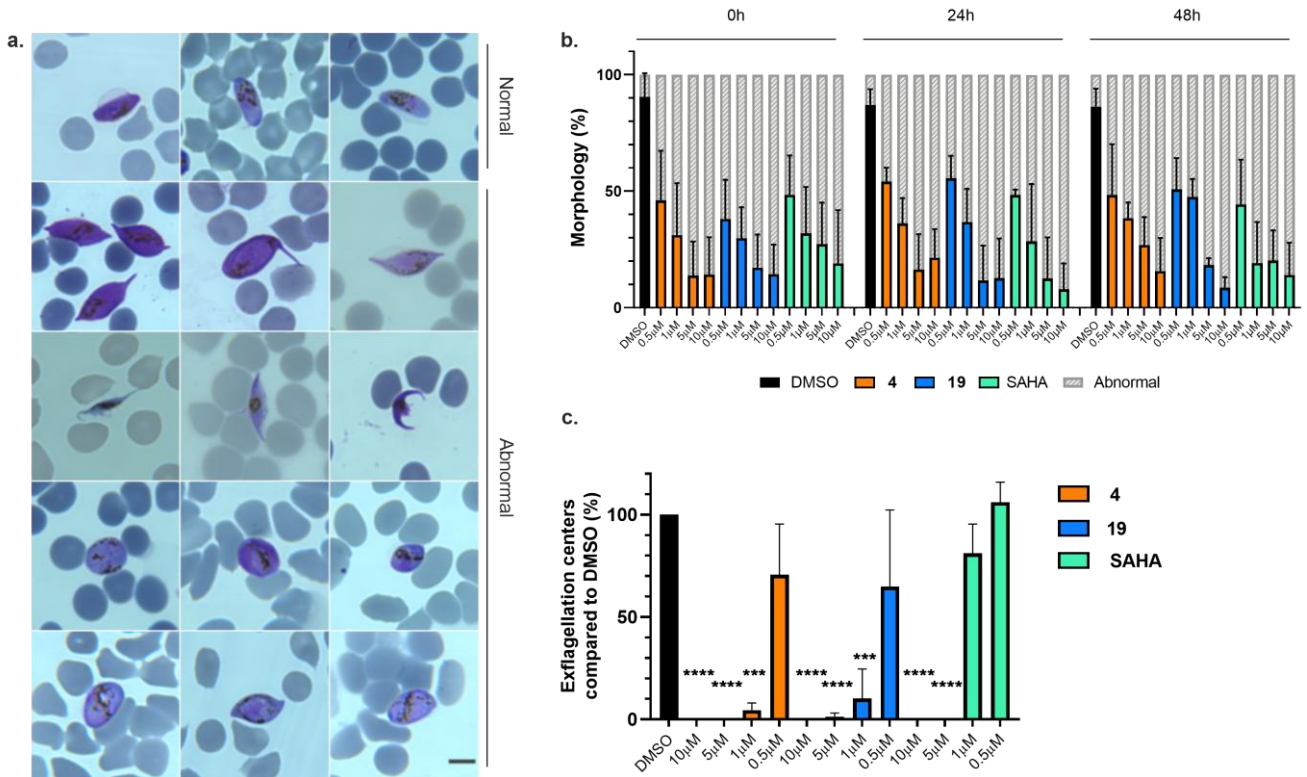 a.
Normal
Abnormal
b.
0h
24h
48h
Morphology (%)
100
50
0
DMSO
0.5µM
1µM
5µM
10µM
0.5µM
1µM
5µM
10µM
0.5µM
1µM
5µM
10µM
DMSO
0.5µM
1µM
5µM
10µM
0.5µM
1µM
5µM
10µM
0.5µM
1µM
5µM
10µM
DMSO
0.5µM
1µM
5µM
10µM
0.5µM
1µM
5µM
10µM
0.5µM
1µM
5µM
10µM
DMSO 4 19 SAHA Abnormal
c.
Exflagellation centers
compared to DMSO (%)
100
50
0
**** **** *** **** **** *** **** ****
DMSO
10µM
5µM
1µM
0.5µM
10µM
5µM
1µM
0.5µM
10µM
5µM
1µM
0.5µM
4
19
SAHA